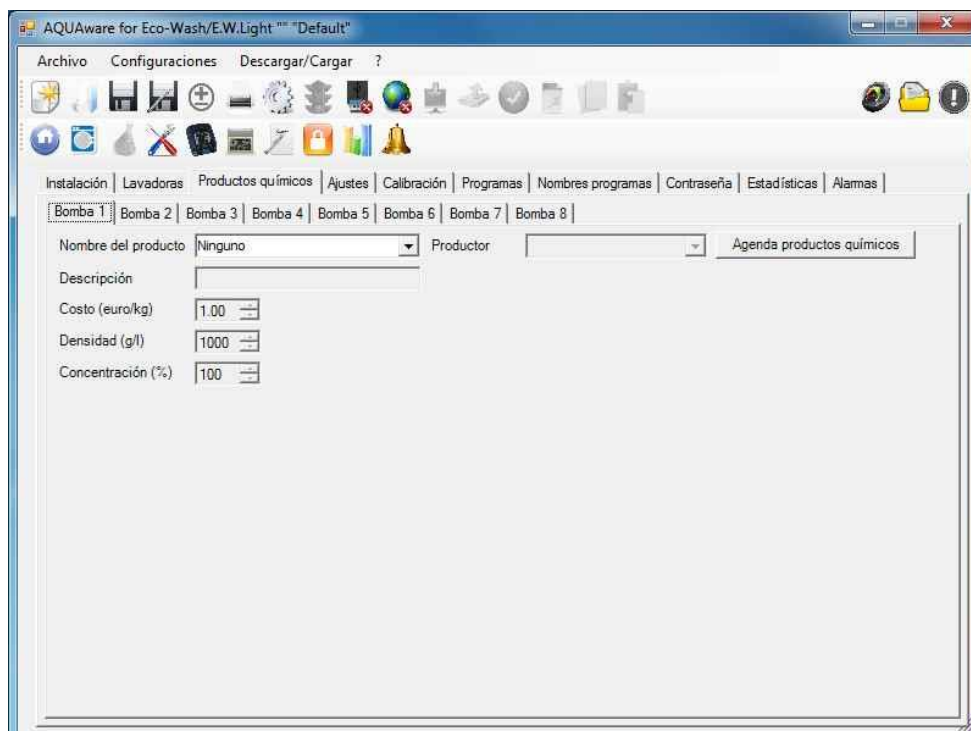 AQUAware for Eco-Wash/E.W.Light "" "Default"
Archivo Configuraciones Descargar/Cargar ?
Instalación Lavadoras Productos químicos Ajustes Calibración Programas Nombres programas Contraseña Estadísticas Alarmas
Bomba 1 Bomba 2 Bomba 3 Bomba 4 Bomba 5 Bomba 6 Bomba 7 Bomba 8
Nombre del producto Ninguno Productor Agenda productos químicos
Descripción
Costo (euro/kg) 1.00
Densidad (g/l) 1000
Concentración (%) 100